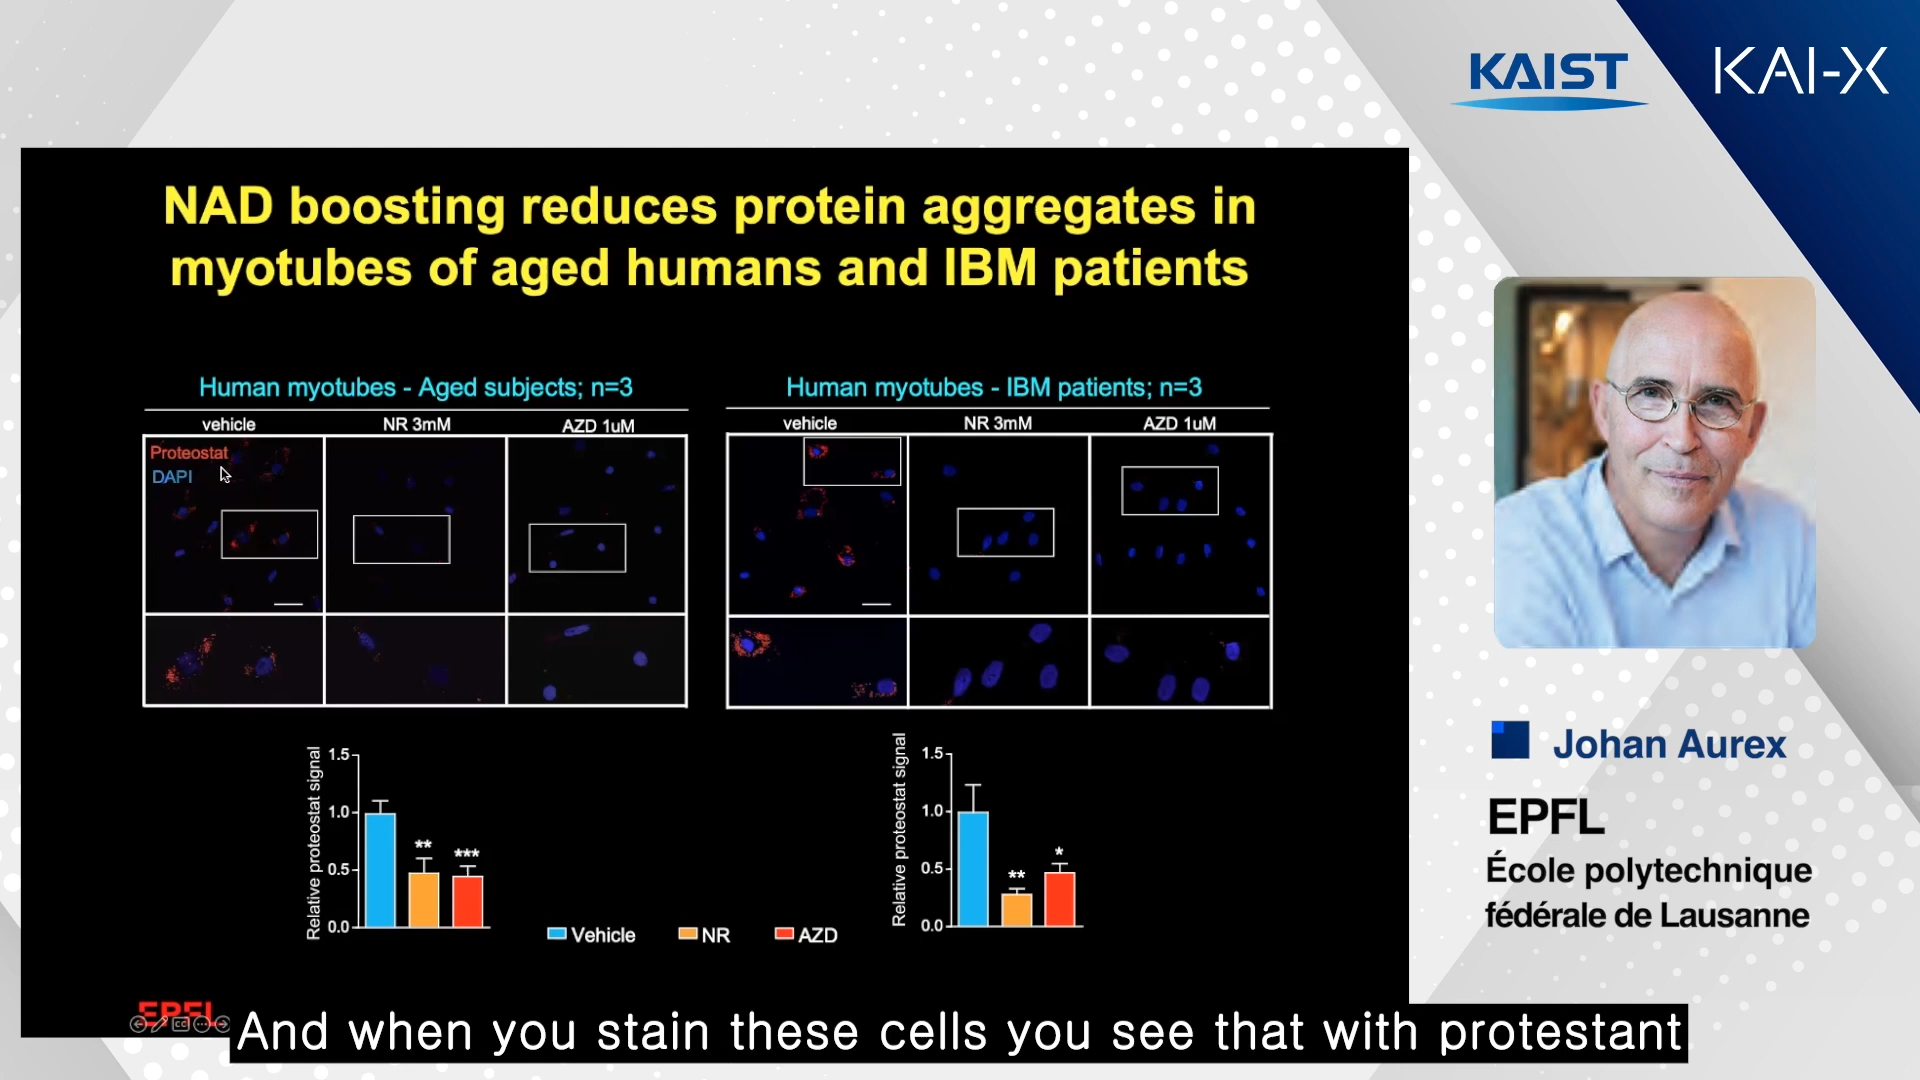 KAIST
KAI-X
NAD boosting reduces protein aggregates in
myotubes of aged humans and IBM patients
Human myotubes - Aged subjects; n=3
vehicle
NR 3mM
AZD 1uM
Proteostat
DAPI
Human myotubes - IBM patients; n=3
vehicle
NR 3mM
AZD 1uM
Relative proteostat signal
1.5
1.0
0.5
0.0
**
***
Relative proteostat signal
1.5
1.0
0.5
0.0
**
*
Vehicle
NR
AZD
Johan Aurex
EPFL
École polytechnique
fédérale de Lausanne
EPFL
And when you stain these cells you see that with protestant